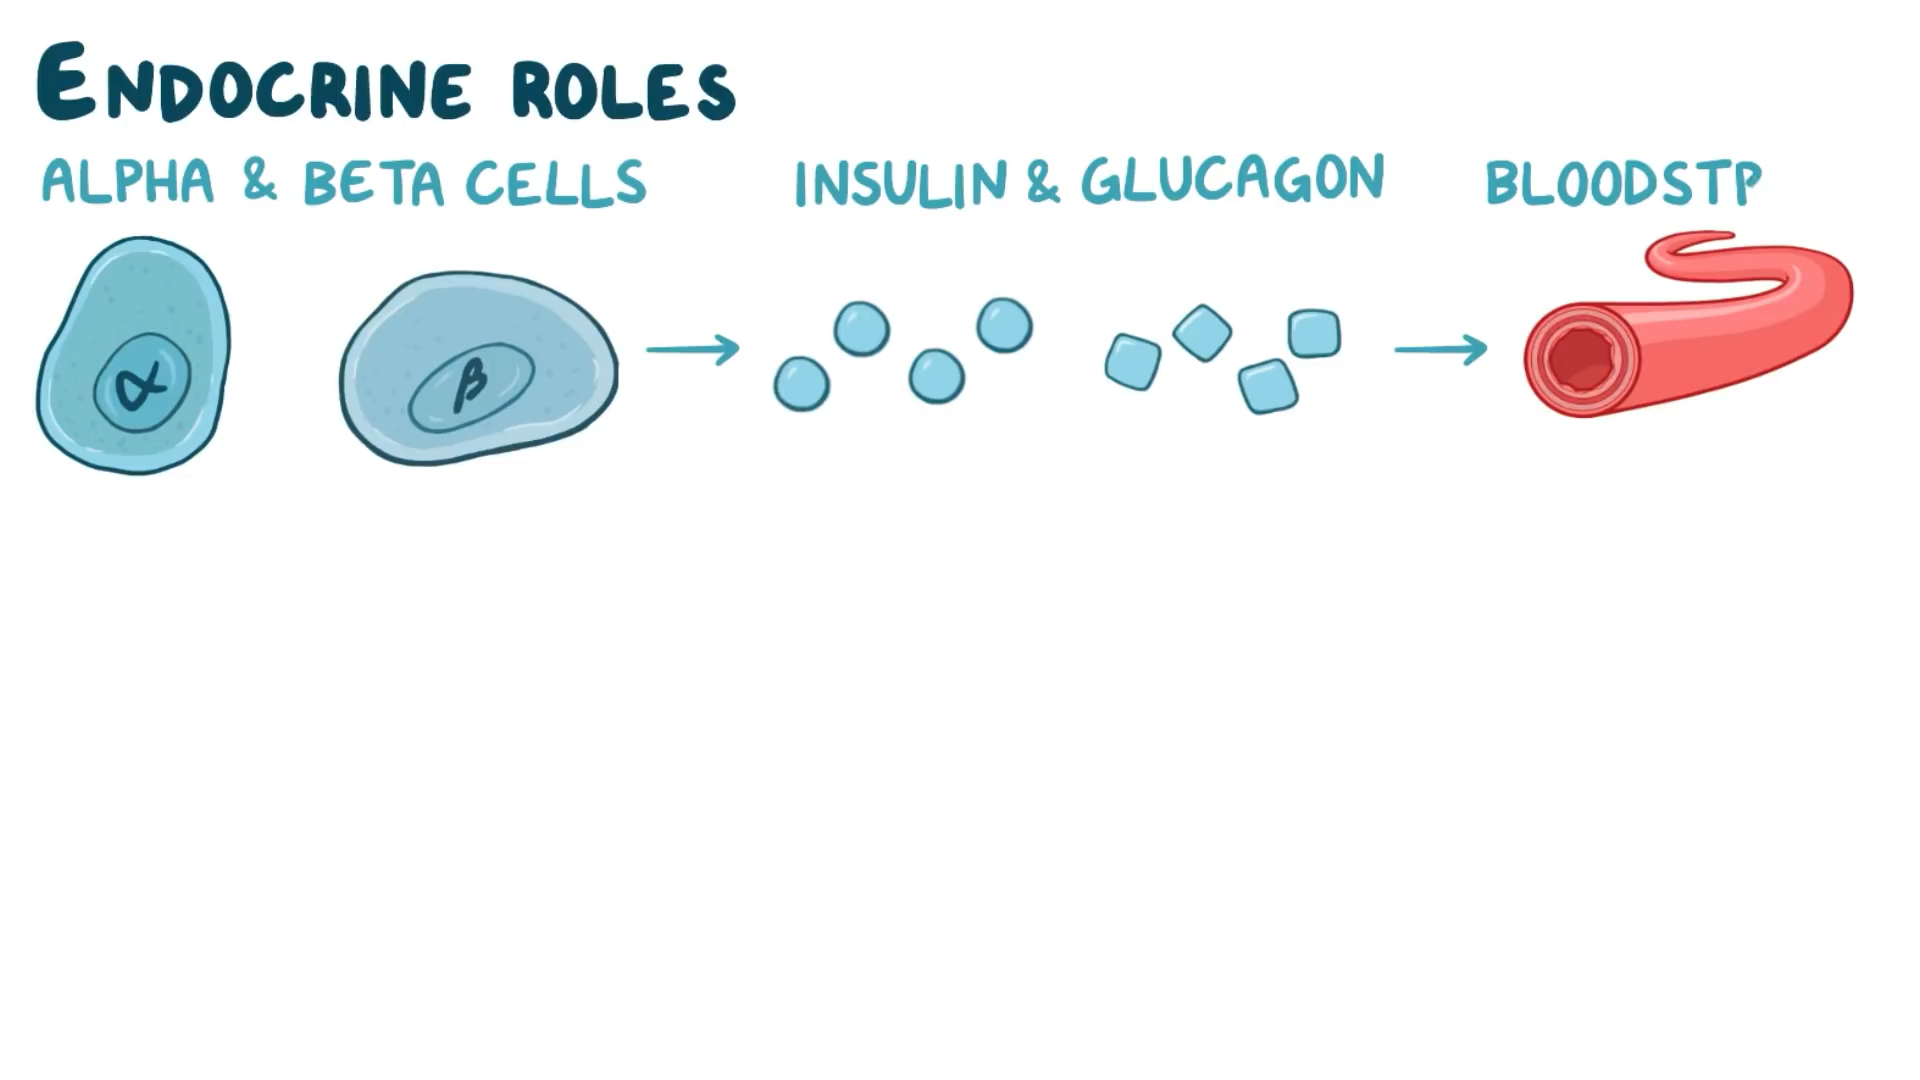 ENDOCRINE ROLES
ALPHA & BETA CELLS INSULIN & GLUCAGON BLOODSTP
α β